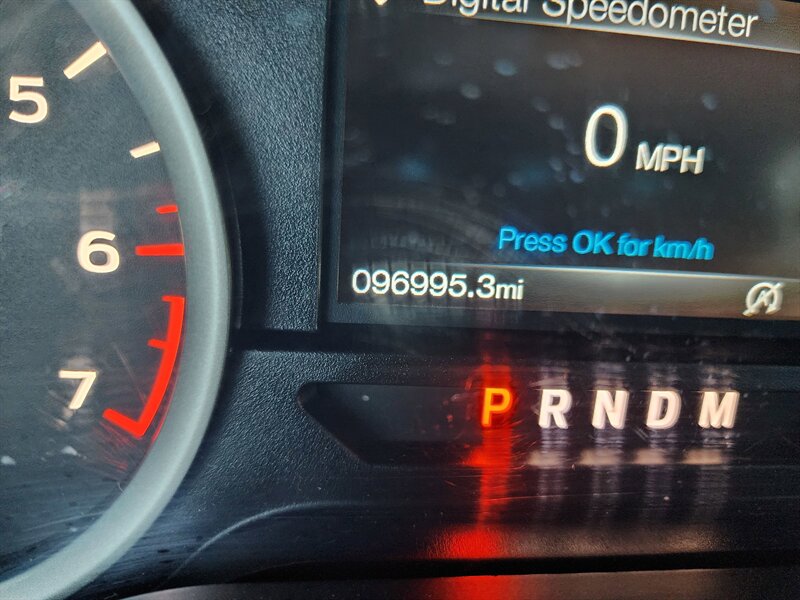 Digital Speedometer
5
0 MPH
6
Press OK for km/h
096995.3mi
7
P R N D M